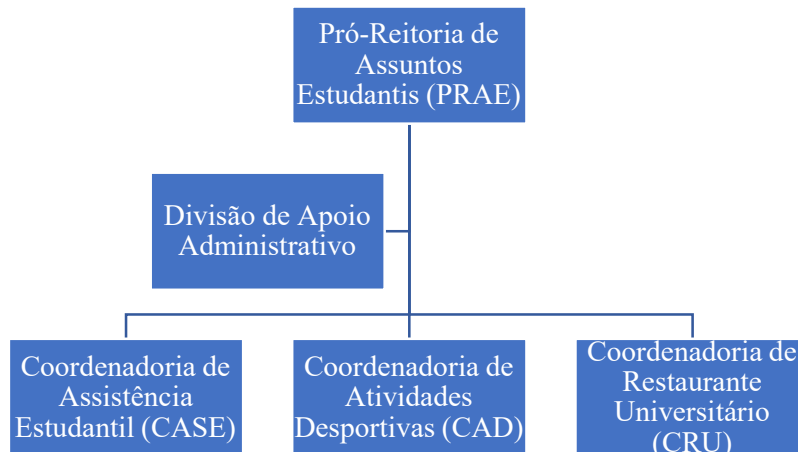 Pró-Reitoria de
Assuntos
Estudantis (PRAE)
Divisão de Apoio
Administrativo
Coordenadoria de
Assistência
Estudantil (CASE)
Coordenadoria de
Atividades
Desportivas (CAD)
Coordenadoria de
Restaurante
Universitário
(CRU)